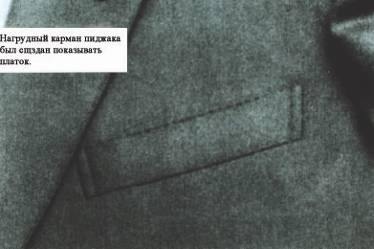 Нагрудный карман пиджака
был сщздан показывать
платок.